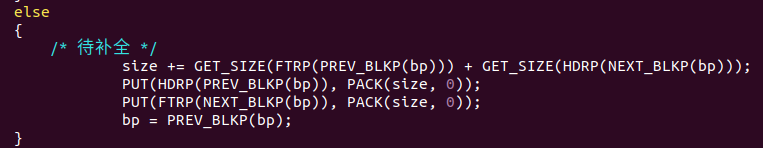 else
{
/* 待补全 */
size += GET_SIZE(FTRP(PREV_BLKP(bp))) + GET_SIZE(HDRP(NEXT_BLKP(bp)));
PUT(HDRP(PREV_BLKP(bp)), PACK(size, 0));
PUT(FTRP(NEXT_BLKP(bp)), PACK(size, 0));
bp = PREV_BLKP(bp);
}